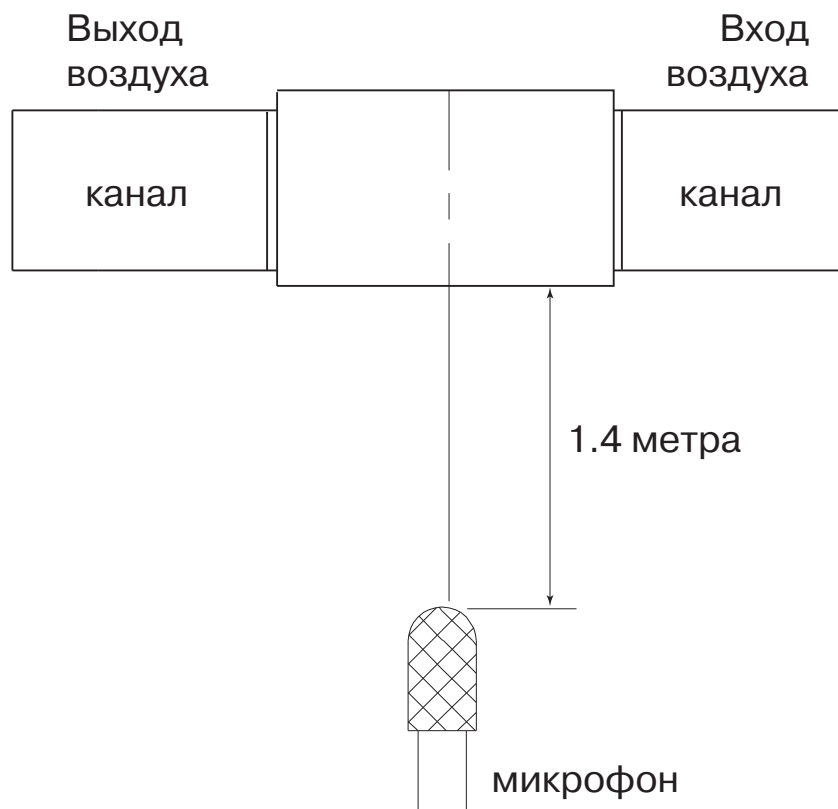 Выход
воздуха
Вход
воздуха
канал
канал
1.4 метра
микрофон